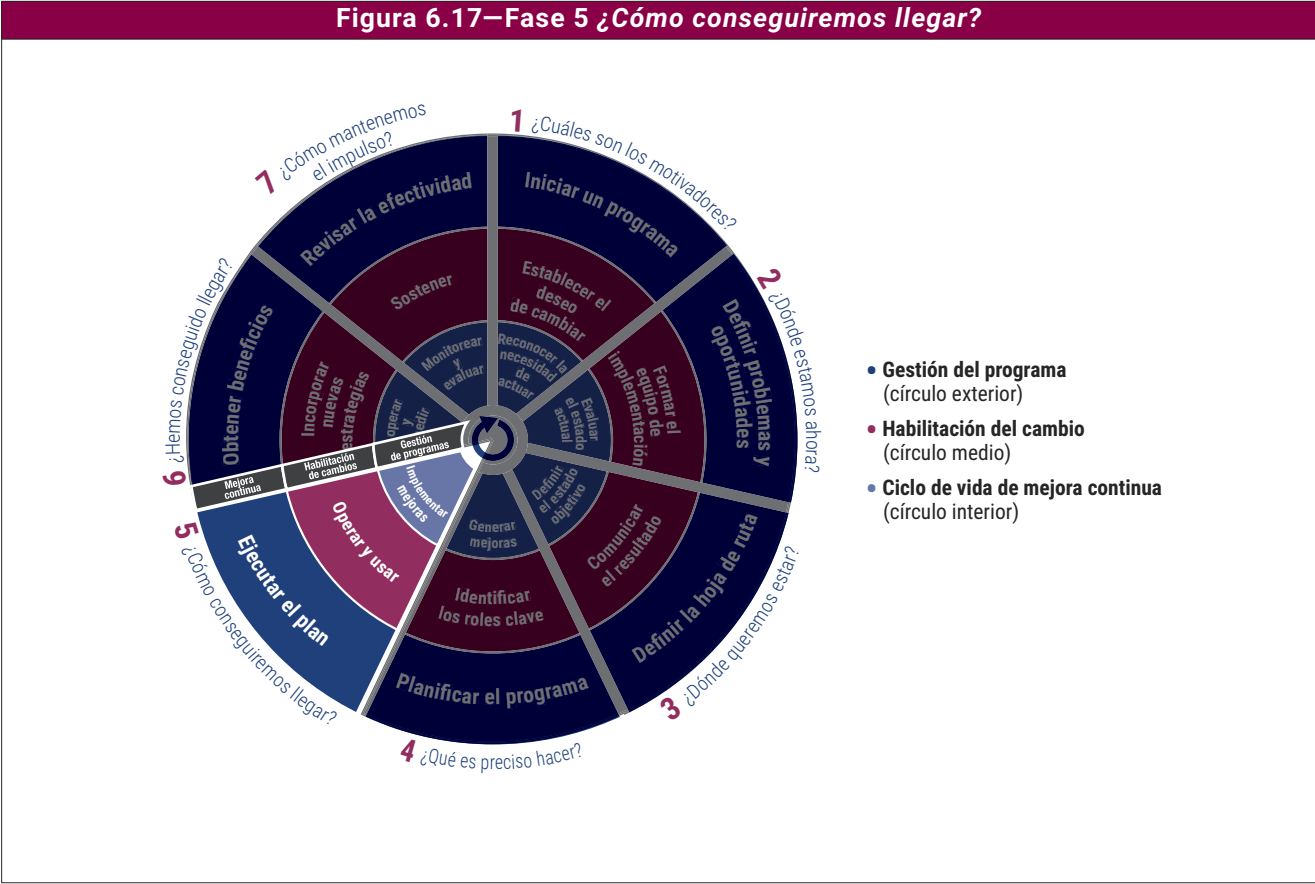 Figura 6.17—Fase 5 ¿Cómo conseguiremos llegar?
1 ¿Cuáles son los motivadores?
Iniciar un programa
Establecer el
deseo
de cambiar
Reconocer la
necesidad
de
actuar
2 ¿Dónde estamos ahora?
Definir problemas y
oportunidades
Formar el
equipo de
implementación
Evaluar
el estado
actual
3 ¿Dónde queremos estar?
Definir la hoja de ruta
Comunicar
el resultado
Definir
el estado
objetivo
4 ¿Qué es preciso hacer?
Planificar el programa
Identificar
los roles clave
Generar
mejoras
5 ¿Cómo conseguiremos llegar?
Ejecutar el plan
Operar y usar
Implementar
mejoras
Mejora
continua
Habilitación
de cambios
Gestión
de programas
6 ¿Hemos conseguido llegar?
Obtener beneficios
Incorporar
nuevas
estrategias
operar
y
edir
7 ¿Cómo mantenemos
el impulso?
Revisar la efectividad
Sostener
Monitorear
y
evaluar
• Gestión del programa
(círculo exterior)
• Habilitación del cambio
(círculo medio)
• Ciclo de vida de mejora continua
(círculo interior)